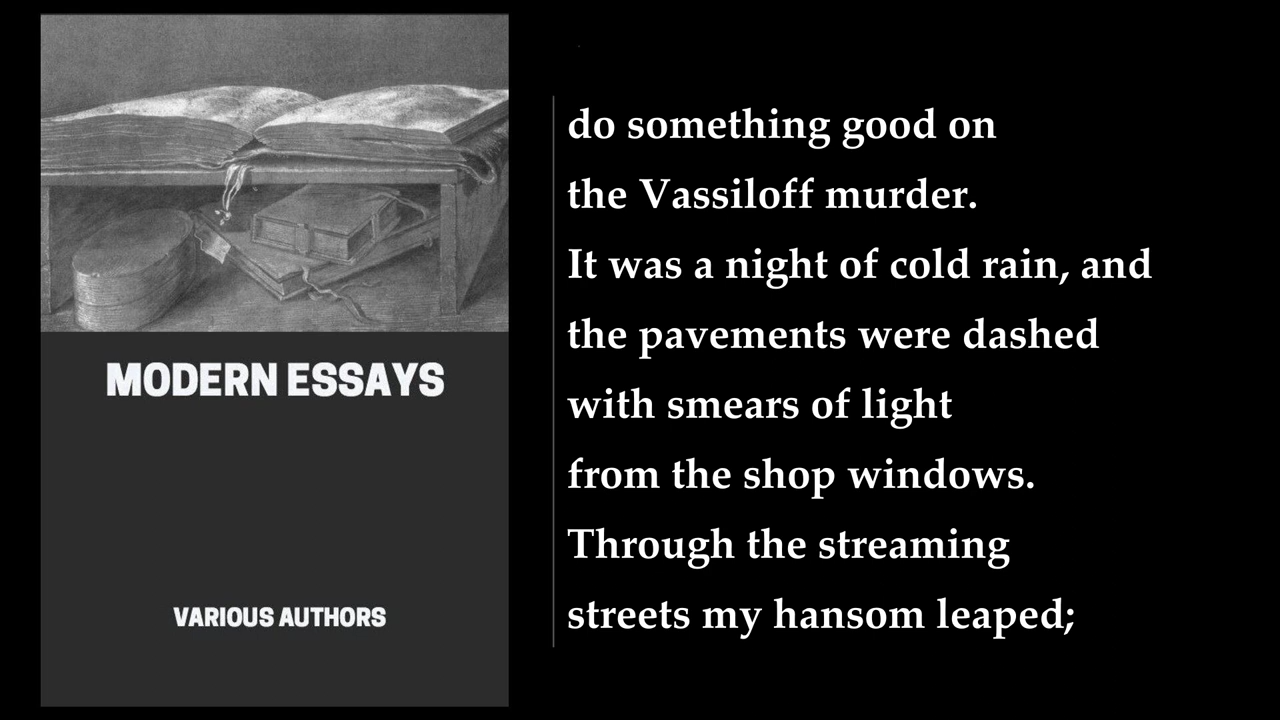 MODERN ESSAYS
VARIOUS AUTHORS
do something good on
the Vassiloff murder.
It was a night of cold rain, and
the pavements were dashed
with smears of light
from the shop windows.
Through the streaming
streets my hansom leaped;